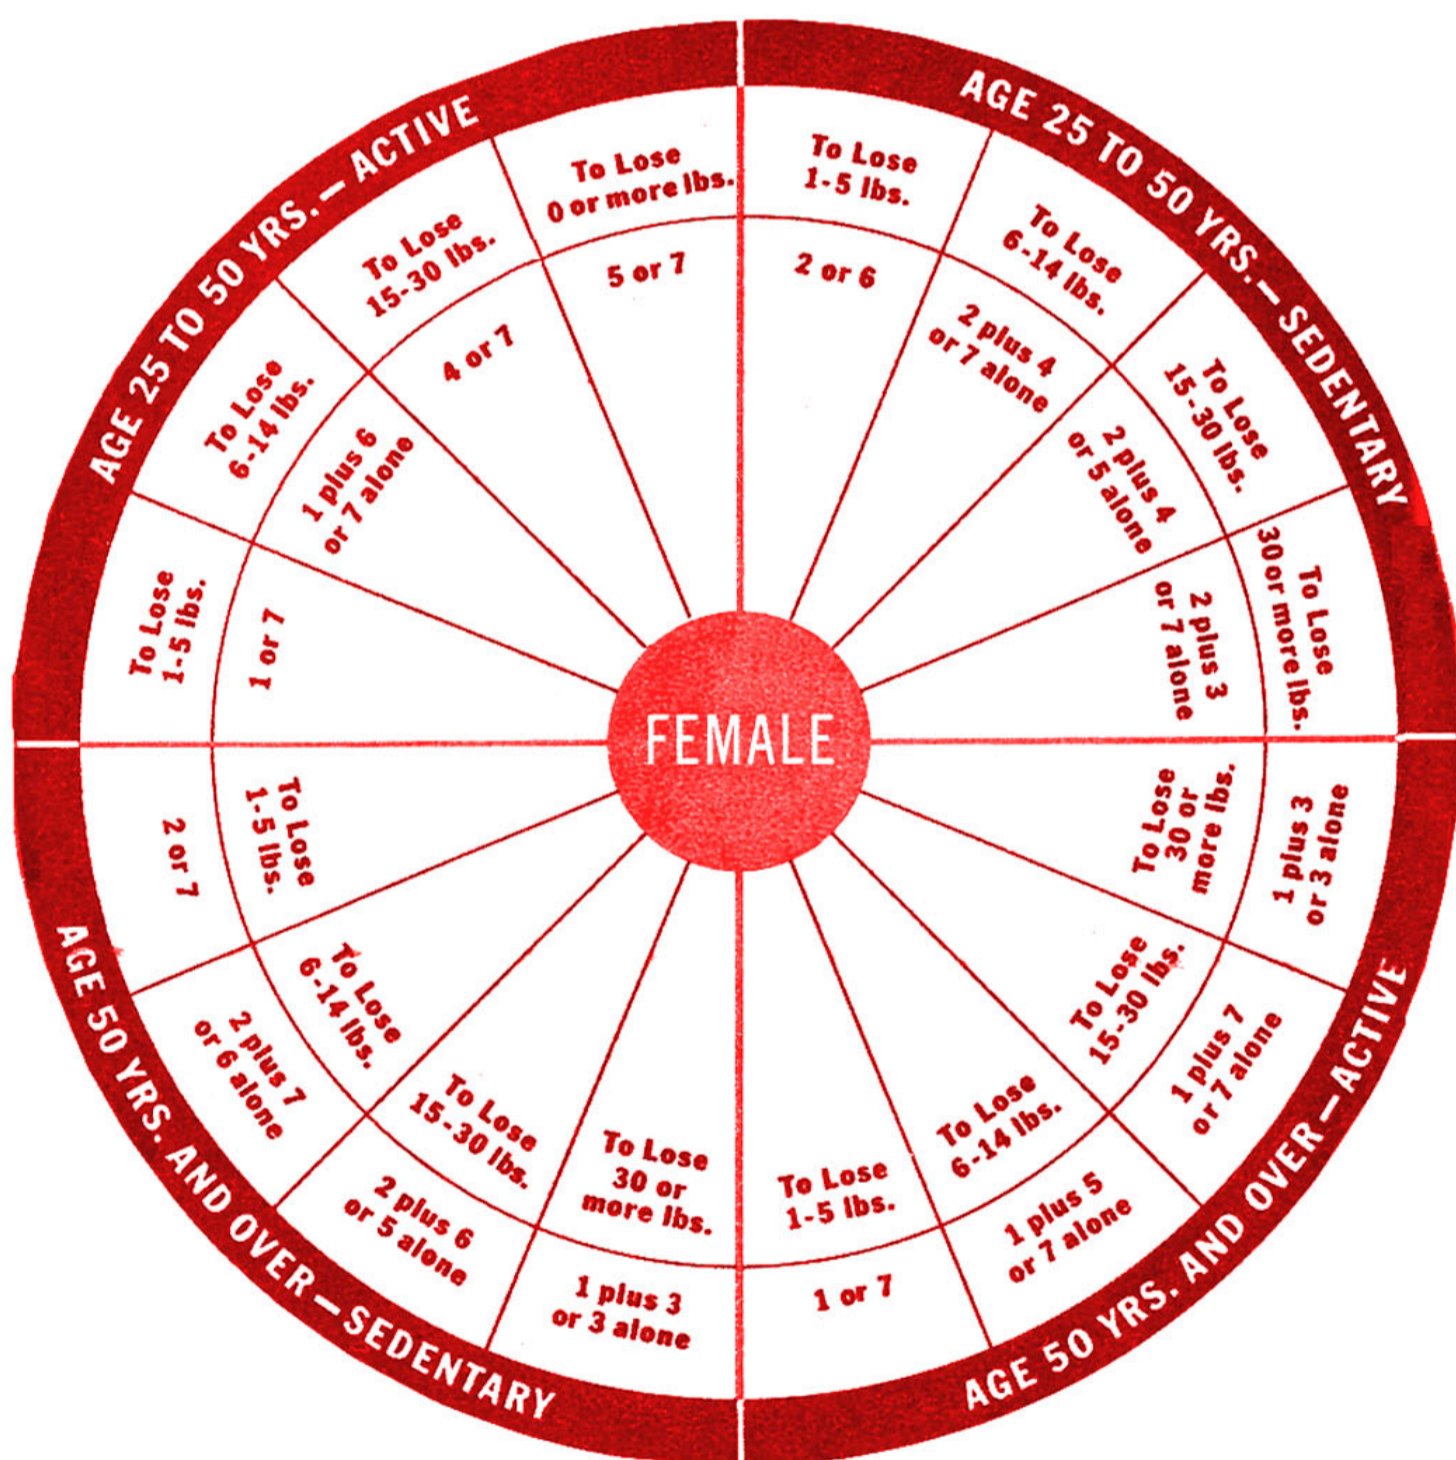 AGE 25 TO 50 YRS. — ACTIVE
To Lose
1-5 lbs.
1 or 7
To Lose
6-14 lbs.
1 plus 6
or 7 alone
To Lose
15-30 lbs.
4 or 7
To Lose
0 or more lbs.
5 or 7
AGE 25 TO 50 YRS. — SEDENTARY
To Lose
1-5 lbs.
2 or 6
To Lose
6-14 lbs.
2 plus 4
or 7 alone
To Lose
15-30 lbs.
2 plus 4
or 5 alone
To Lose
30 or more lbs.
2 plus 3
or 7 alone
FEMALE
AGE 50 YRS. AND OVER — ACTIVE
To Lose
30 or
more lbs.
1 plus 3
or 3 alone
To Lose
15-30 lbs.
1 plus 7
or 7 alone
To Lose
6-14 lbs.
1 plus 5
or 7 alone
To Lose
1-5 lbs.
1 or 7
AGE 50 YRS. AND OVER — SEDENTARY
To Lose
30 or
more lbs.
1 plus 3
or 3 alone
To Lose
15-30 lbs.
2 plus 6
or 5 alone
To Lose
6-14 lbs.
2 plus 7
or 6 alone
To Lose
1-5 lbs.
2 or 7